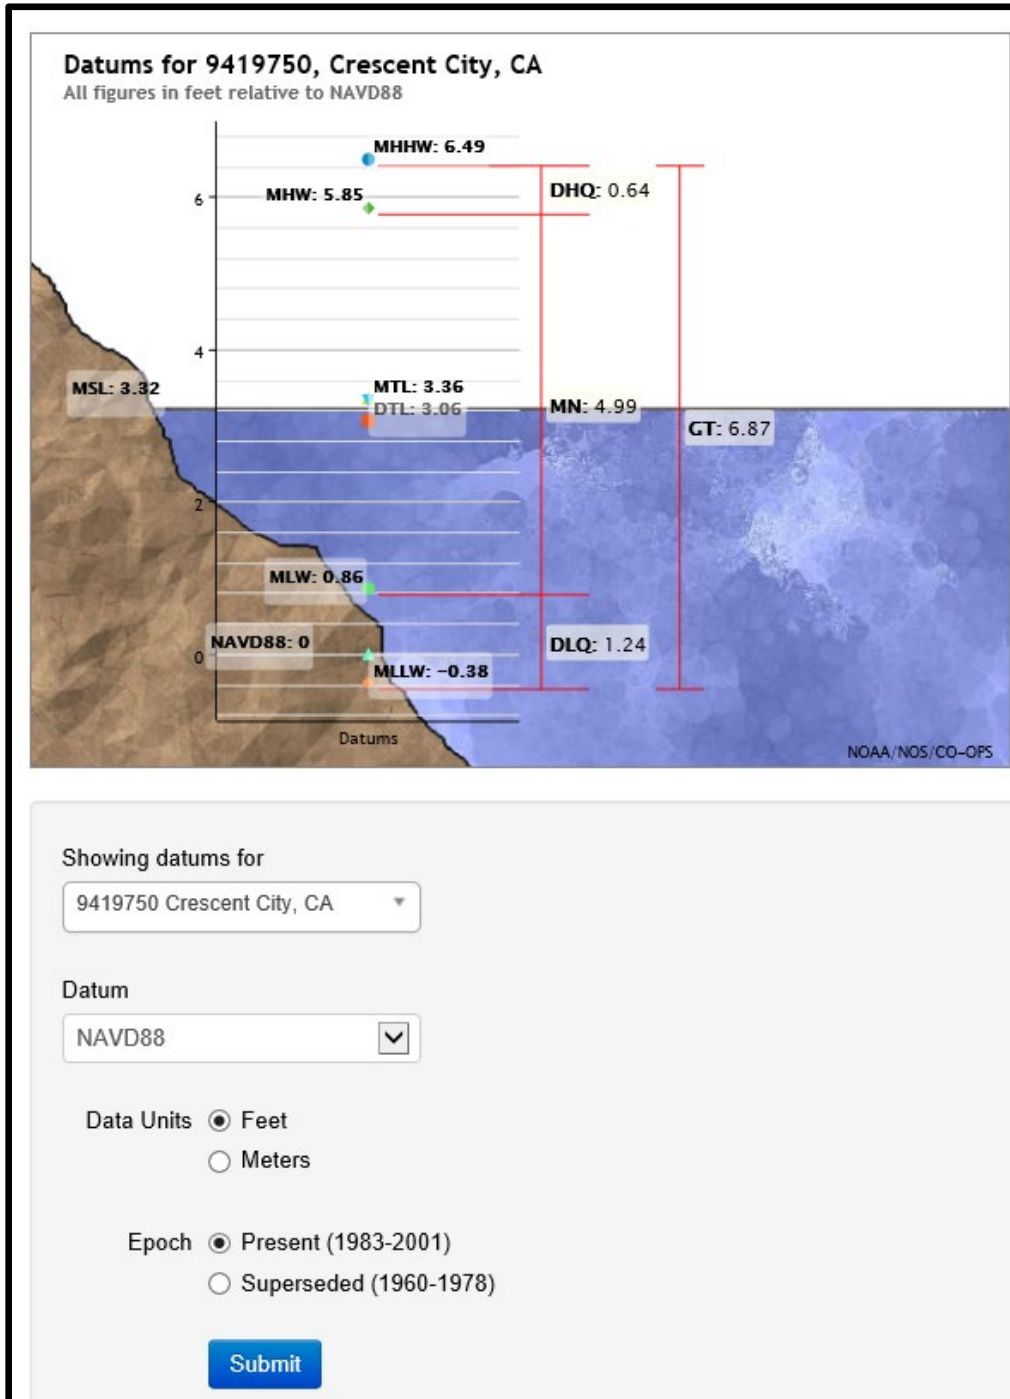 Datums for 9419750, Crescent City, CA
All figures in feet relative to NAVD88
MHHW: 6.49
MHW: 5.85
DHQ: 0.64
6
4
MSL: 3.32
MTL: 3.36
DTL: 3.06
MN: 4.99
GT: 6.87
2
MLW: 0.86
NAVD88: 0
DLQ: 1.24
0
MLLW: −0.38
Datums
NOAA/NOS/CO-OPS
Showing datums for
9419750 Crescent City, CA
Datum
NAVD88
Data Units Feet
Meters
Epoch Present (1983-2001)
Superseded (1960-1978)
Submit